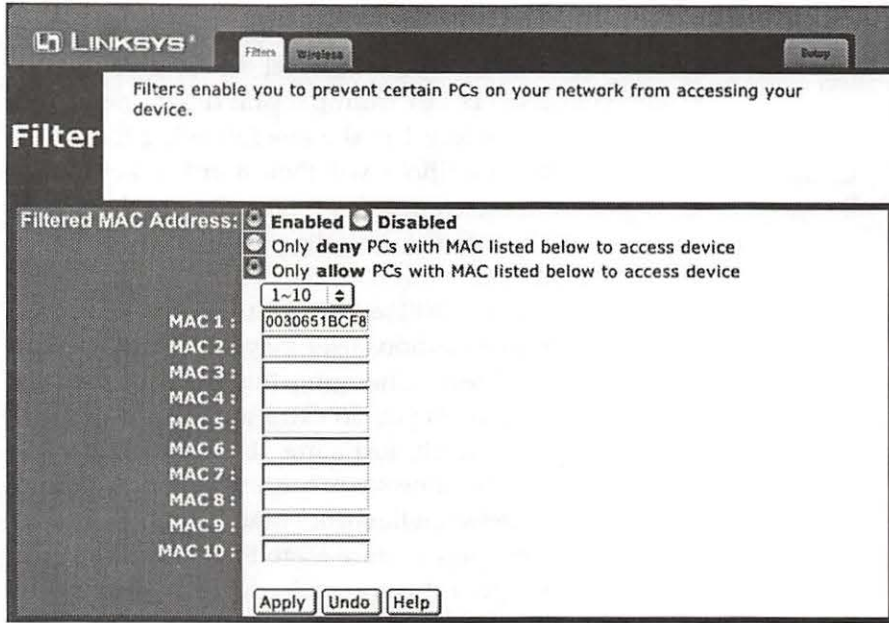 LINKSYS®
Filters Wireless Setup
Filters enable you to prevent certain PCs on your network from accessing your
device.
Filter
Filtered MAC Address: Enabled Disabled
Only deny PCs with MAC listed below to access device
Only allow PCs with MAC listed below to access device
1~10
MAC 1 : 0030651BCF8
MAC 2 :
MAC 3 :
MAC 4 :
MAC 5 :
MAC 6 :
MAC 7 :
MAC 8 :
MAC 9 :
MAC 10 :
Apply Undo Help